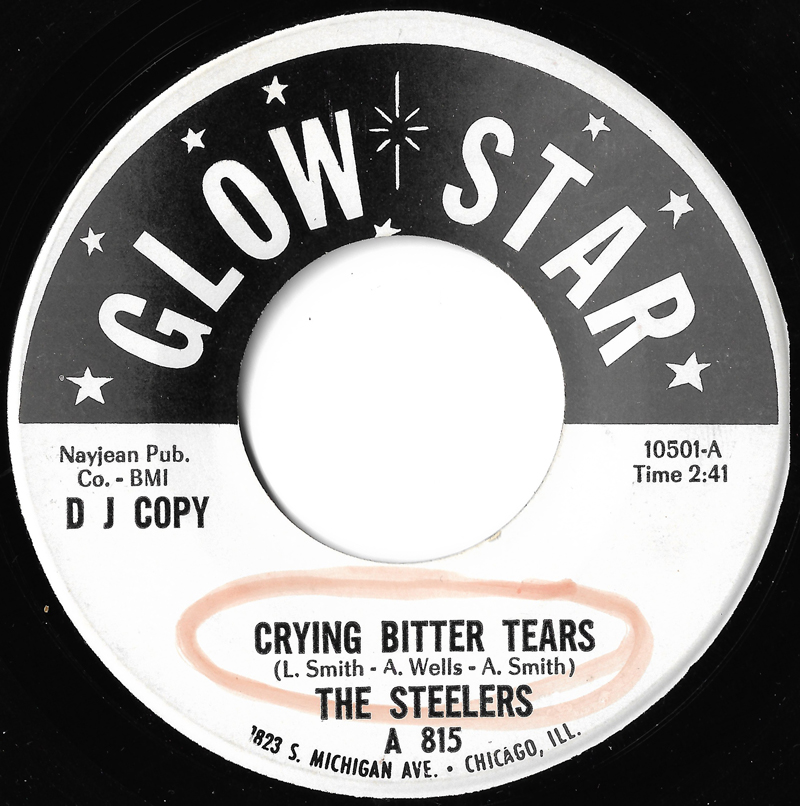 GLOW STAR
Nayjean Pub.
Co. - BMI
D J COPY
10501-A
Time 2:41
CRYING BITTER TEARS
(L. Smith - A. Wells - A. Smith)
THE STEELERS
A 815
1823 S. MICHIGAN AVE. • CHICAGO, ILL.